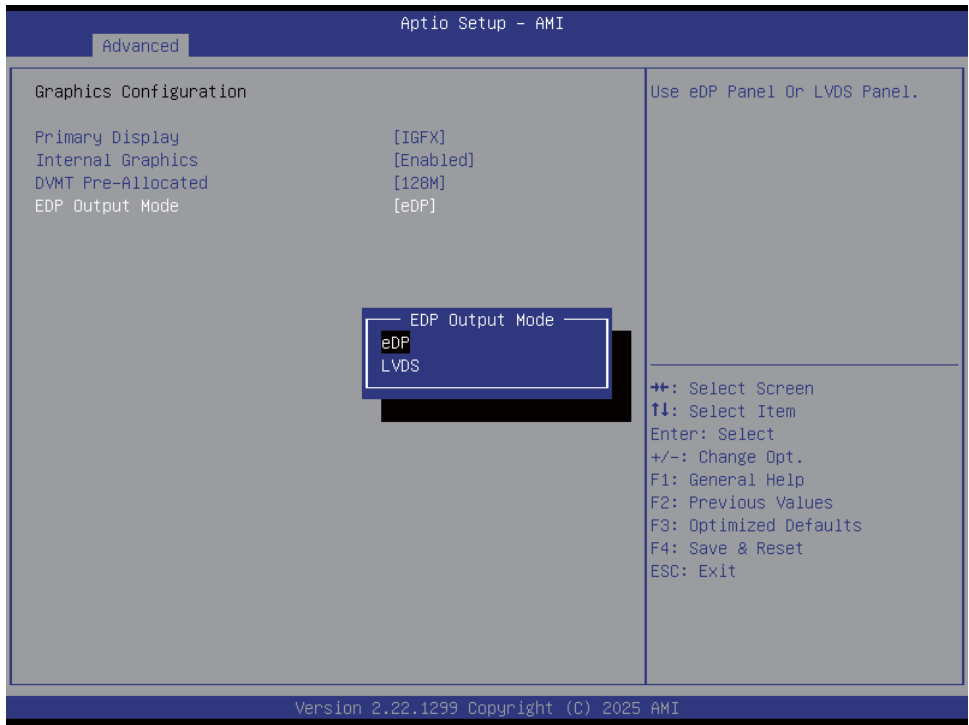 Aptio Setup – AMI
Advanced
Graphics Configuration
Primary Display [IGFX]
Internal Graphics [Enabled]
DVMT Pre-Allocated [128M]
EDP Output Mode [eDP]
Use eDP Panel Or LVDS Panel.
EDP Output Mode
eDP
LVDS
→←: Select Screen
↑↓: Select Item
Enter: Select
+/-: Change Opt.
F1: General Help
F2: Previous Values
F3: Optimized Defaults
F4: Save & Reset
ESC: Exit
Version 2.22.1299 Copyright (C) 2025 AMI